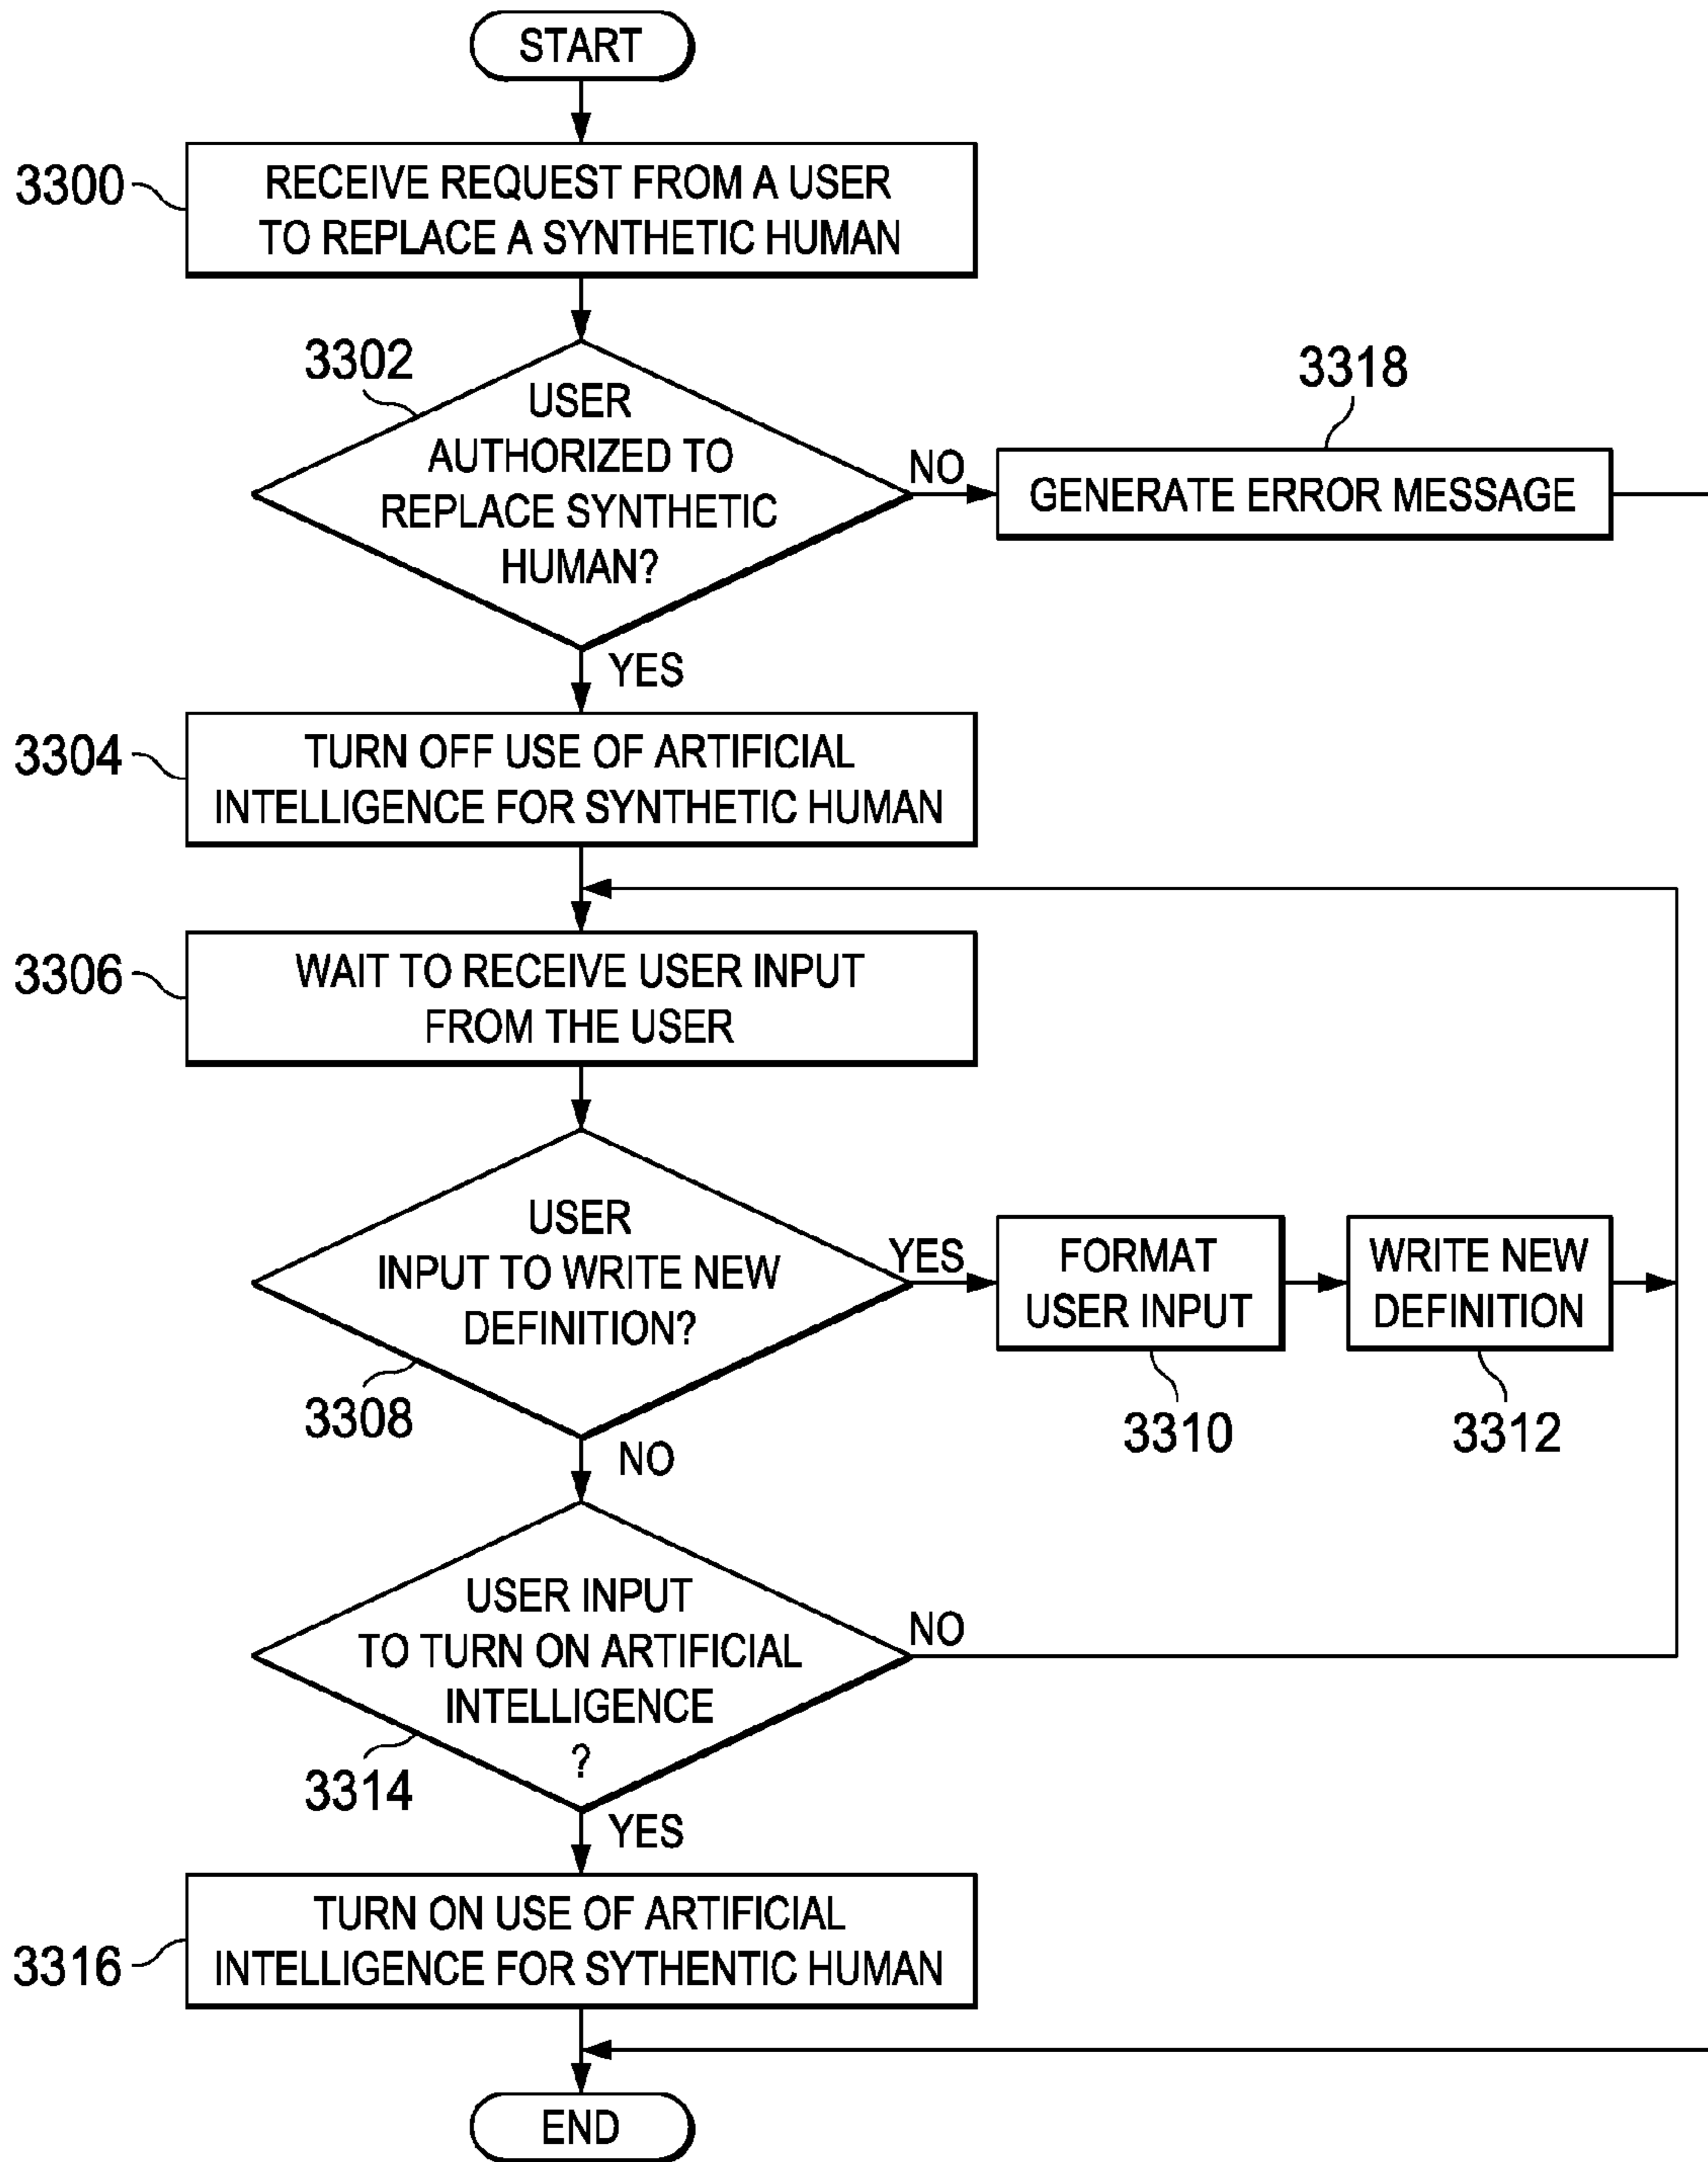 START
3300
RECEIVE REQUEST FROM A USER
TO REPLACE A SYNTHETIC HUMAN
3302
USER
AUTHORIZED TO
REPLACE SYNTHETIC
HUMAN?
NO
3318
GENERATE ERROR MESSAGE
YES
3304
TURN OFF USE OF ARTIFICIAL
INTELLIGENCE FOR SYNTHETIC HUMAN
3306
WAIT TO RECEIVE USER INPUT
FROM THE USER
USER
INPUT TO WRITE NEW
DEFINITION?
3308
YES
FORMAT
USER INPUT
3310
WRITE NEW
DEFINITION
3312
NO
USER INPUT
TO TURN ON ARTIFICIAL
INTELLIGENCE
?
3314
NO
YES
3316
TURN ON USE OF ARTIFICIAL
INTELLIGENCE FOR SYTHENTIC HUMAN
END